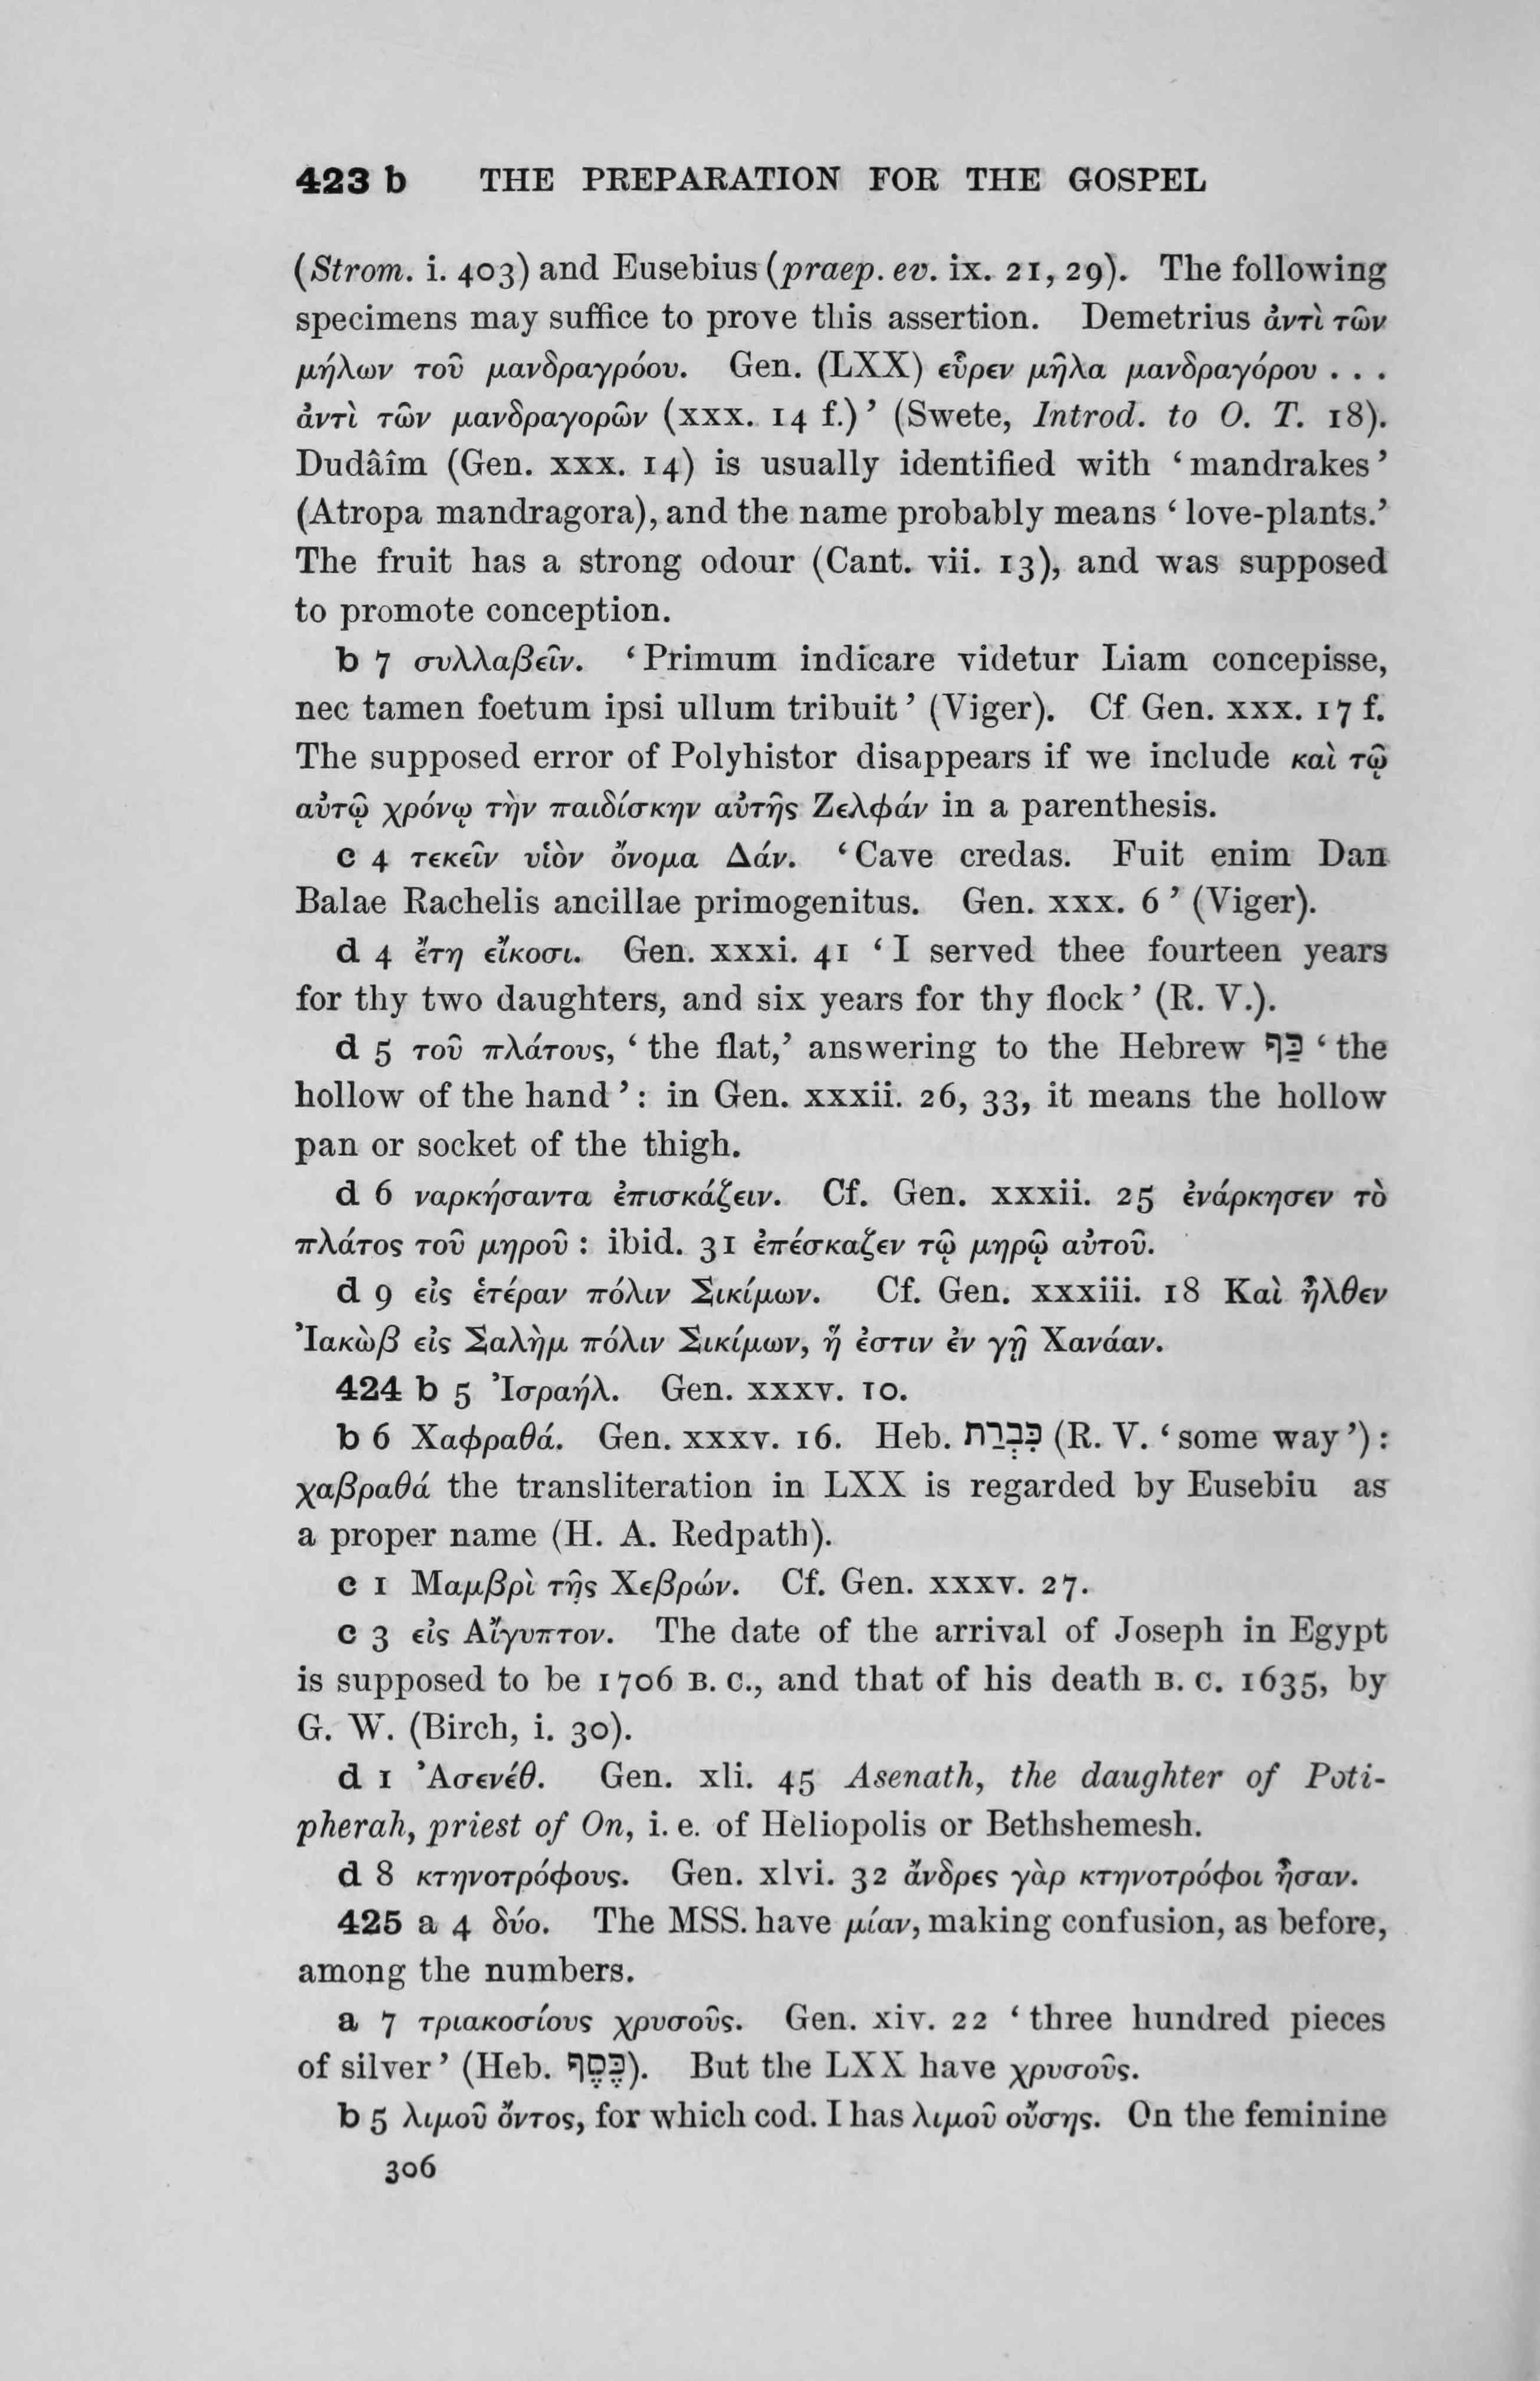 423 b THE PREPARATION FOR THE GOSPEL
(Strom. i. 403) and Eusebius (praep. ev. ix. 21, 29). The following
specimens may suffice to prove this assertion. Demetrius ἀντὶ τῶν
μήλων τοῦ μανδραγρόου. Gen. (LXX) εὗρεν μῆλα μανδραγόρου . . .
ἀντὶ τῶν μανδραγορῶν (xxx. 14 f.)’ (Swete, Introd. to O. T. 18).
Dudâîm (Gen. xxx. 14) is usually identified with ‘mandrakes’
(Atropa mandragora), and the name probably means ‘love-plants.’
The fruit has a strong odour (Cant. vii. 13), and was supposed
to promote conception.
b 7 συλλαβεῖν. ‘Primum indicare videtur Liam concepisse,
nec tamen foetum ipsi ullum tribuit’ (Viger). Cf Gen. xxx. 17 f.
The supposed error of Polyhistor disappears if we include καὶ τῷ
αὐτῷ χρόνῳ τὴν παιδίσκην αὐτῆς Ζελφάν in a parenthesis.
c 4 τεκεῖν υἱὸν ὄνομα Δάν. ‘Cave credas. Fuit enim Dan
Balae Rachelis ancillae primogenitus. Gen. xxx. 6’ (Viger).
d 4 ἔτη εἴκοσι. Gen. xxxi. 41 ‘I served thee fourteen years
for thy two daughters, and six years for thy flock’ (R. V.).
d 5 τοῦ πλάτους, ‘the flat,’ answering to the Hebrew כַּף ‘the
hollow of the hand’: in Gen. xxxii. 26, 33, it means the hollow
pan or socket of the thigh.
d 6 ναρκήσαντα ἐπισκάζειν. Cf. Gen. xxxii. 25 ἐνάρκησεν τὸ
πλάτος τοῦ μηροῦ : ibid. 31 ἐπέσκαζεν τῷ μηρῷ αὐτοῦ.
d 9 εἰς ἑτέραν πόλιν Σικίμων. Cf. Gen. xxxiii. 18 Καὶ ἦλθεν
Ἰακὼβ εἰς Σαλὴμ πόλιν Σικίμων, ἥ ἐστιν ἐν γῇ Χανάαν.
424 b 5 Ἰσραήλ. Gen. xxxv. 10.
b 6 Χαφραθά. Gen. xxxv. 16. Heb. כִּבְרַת (R. V. ‘some way’):
χαβραθά the transliteration in LXX is regarded by Eusebiu as
a proper name (H. A. Redpath).
c 1 Μαμβρὶ τῆς Χεβρών. Cf. Gen. xxxv. 27.
c 3 εἰς Αἴγυπτον. The date of the arrival of Joseph in Egypt
is supposed to be 1706 B. C., and that of his death B. C. 1635, by
G. W. (Birch, i. 30).
d 1 Ἀσενέθ. Gen. xli. 45 Asenath, the daughter of Poti-
pherah, priest of On, i. e. of Heliopolis or Bethshemesh.
d 8 κτηνοτρόφους. Gen. xlvi. 32 ἄνδρες γὰρ κτηνοτρόφοι ἦσαν.
425 a 4 δύο. The MSS. have μίαν, making confusion, as before,
among the numbers.
a 7 τριακοσίους χρυσοῦς. Gen. xiv. 22 ‘three hundred pieces
of silver’ (Heb. כֶּסֶף). But the LXX have χρυσοῦς.
b 5 λιμοῦ ὄντος, for which cod. I has λιμοῦ οὔσης. On the feminine
306